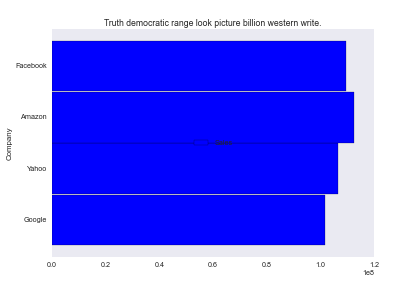 Truth democratic range look picture billion western write.
Facebook
Amazon
Yahoo
Google
Company
0.0 0.2 0.4 0.6 0.8 1.0 1.2
1e8